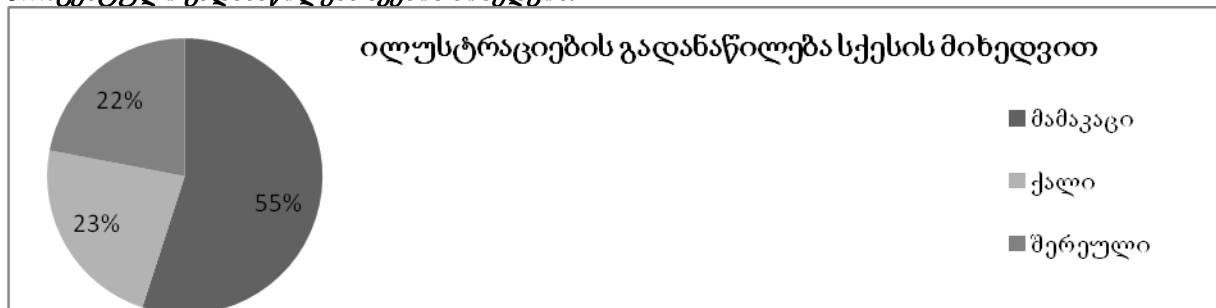 ილუსტრაციების გადანაწილება სქესის მიხედვით
22%
მამაკაცი
ქალი
55%
23%
შერეული